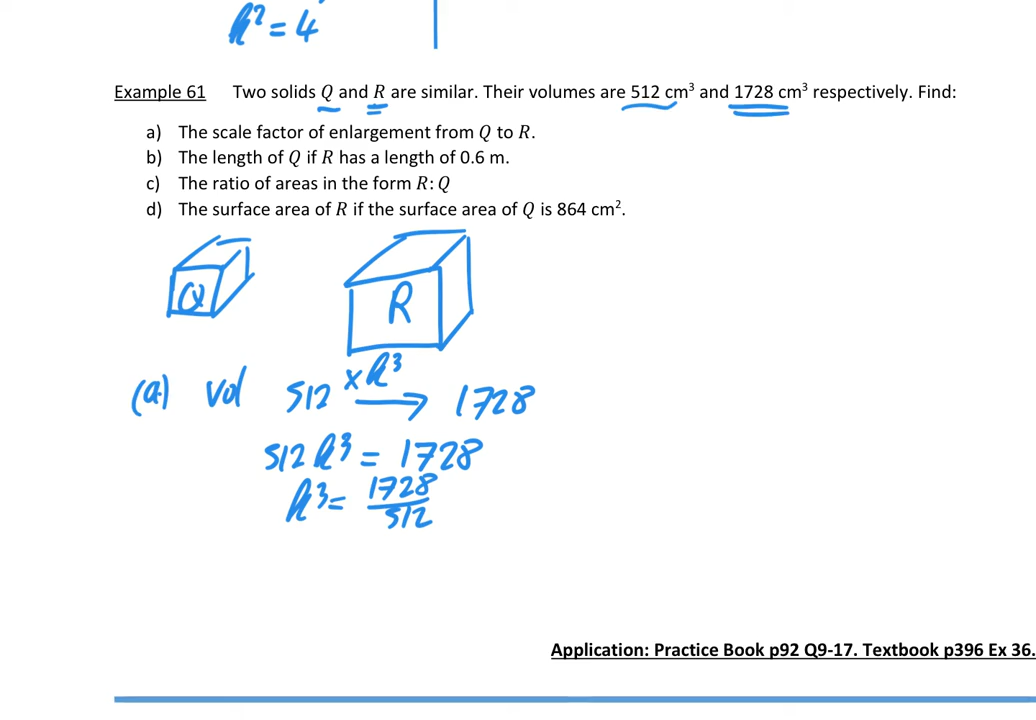 k² = 4
Example 61 Two solids Q and R are similar. Their volumes are 512 cm³ and 1728 cm³ respectively. Find:
a) The scale factor of enlargement from Q to R.
b) The length of Q if R has a length of 0.6 m.
c) The ratio of areas in the form R: Q
d) The surface area of R if the surface area of Q is 864 cm².
Q
R
(a) vol 512 ×k³ → 1728
512 k³ = 1728
k³ = 1728/512
Application: Practice Book p92 Q9-17. Textbook p396 Ex 36.